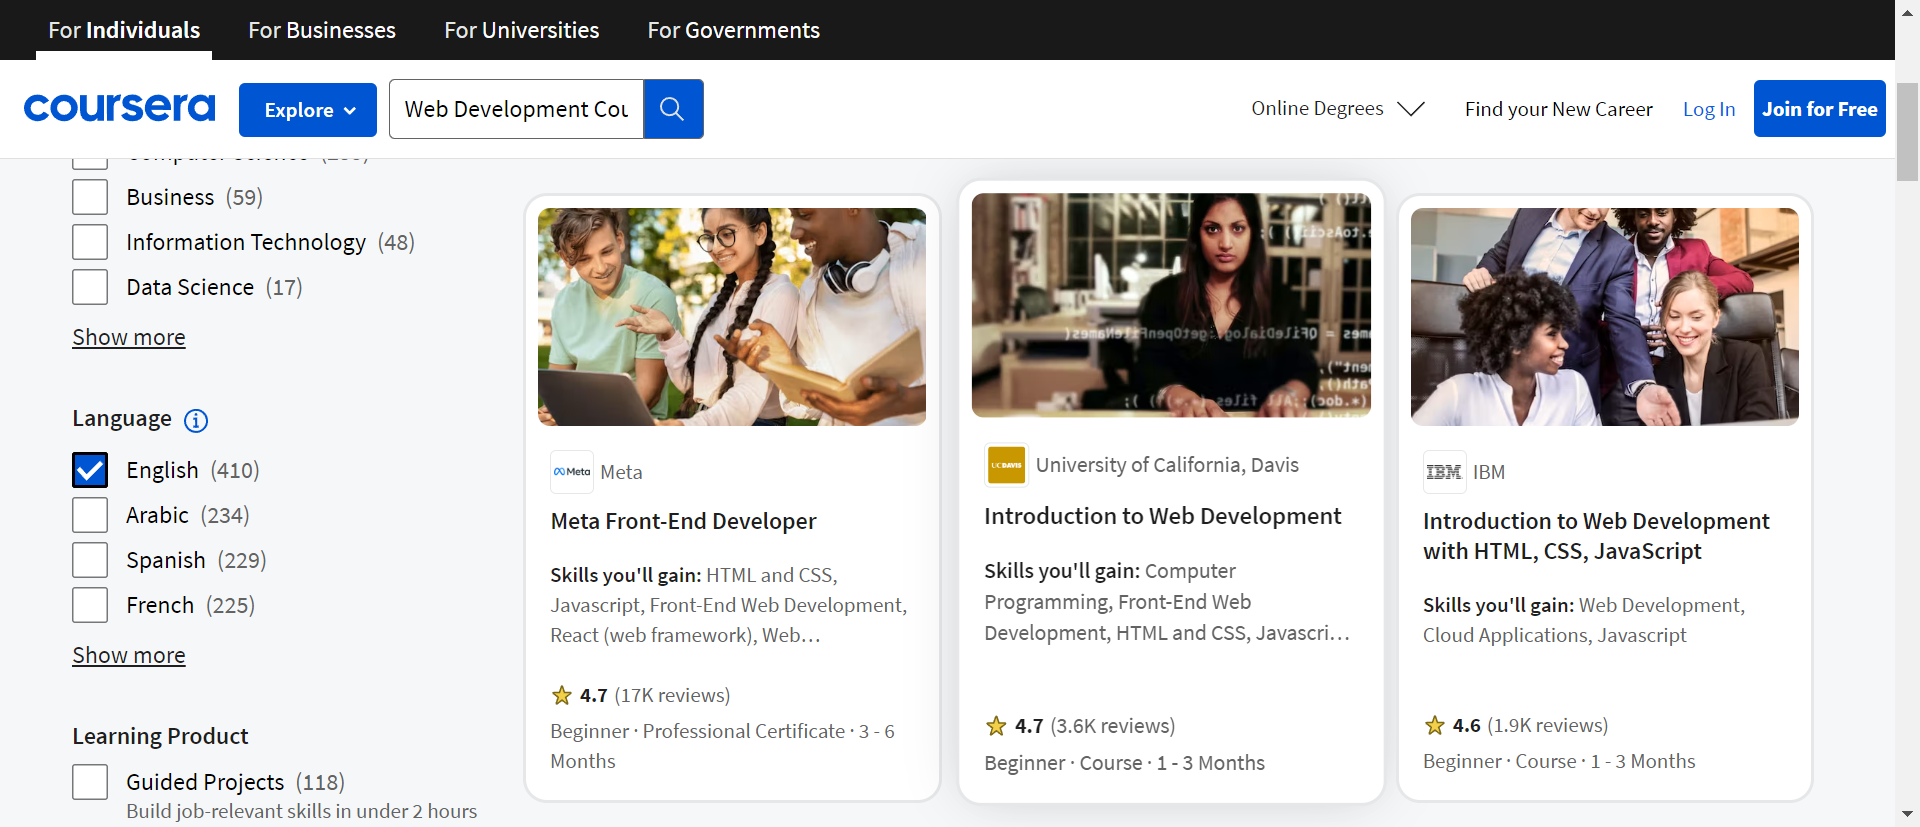 For Individuals
For Businesses
For Universities
For Governments
coursera
Explore
Web Development Cou
Online Degrees
Find your New Career
Log In
Join for Free
Business (59)
Information Technology (48)
Data Science (17)
Show more
Language
English (410)
Arabic (234)
Spanish (229)
French (225)
Show more
Learning Product
Guided Projects (118)
Build job-relevant skills in under 2 hours
Meta
Meta
Meta Front-End Developer
Skills you'll gain: HTML and CSS,
Javascript, Front-End Web Development,
React (web framework), Web...
4.7 (17K reviews)
Beginner · Professional Certificate · 3 - 6
Months
UCDAVIS
University of California, Davis
Introduction to Web Development
Skills you'll gain: Computer
Programming, Front-End Web
Development, HTML and CSS, Javascri...
4.7 (3.6K reviews)
Beginner · Course · 1 - 3 Months
IBM
IBM
Introduction to Web Development
with HTML, CSS, JavaScript
Skills you'll gain: Web Development,
Cloud Applications, Javascript
4.6 (1.9K reviews)
Beginner · Course · 1 - 3 Months